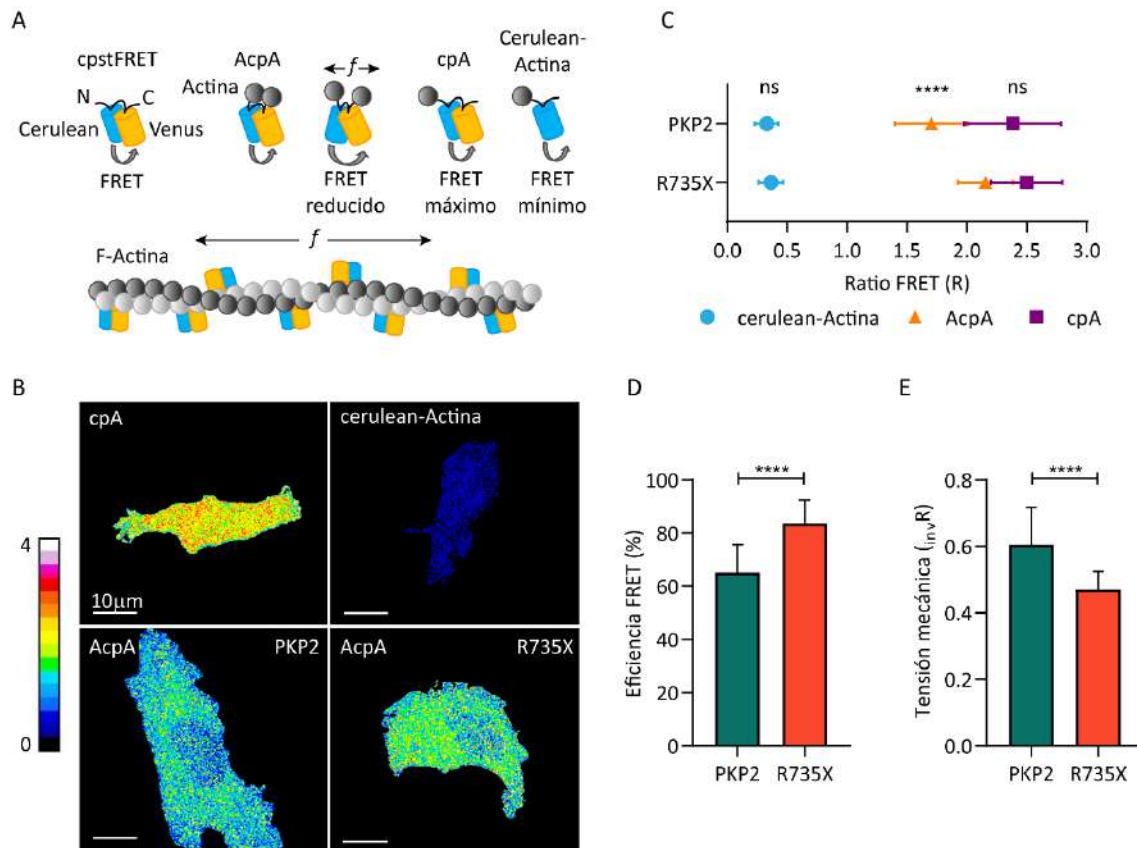 A
cpstFRET
N
C
Cerulean
Venus
FRET
AcpA
Actina
f
FRET
reducido
cpA
FRET
máximo
Cerulean-
Actina
FRET
mínimo
f
F-Actina
B
4
0
cpA
10μm
cerulean-Actina
AcpA
PKP2
AcpA
R735X
C
ns
****
ns
PKP2
R735X
0.0 0.5 1.0 1.5 2.0 2.5 3.0
Ratio FRET (R)
cerulean-Actina AcpA cpA
D
****
Eficiencia FRET (%)
100
80
60
40
20
0
PKP2 R735X
E
****
Tensión mecánica (invR)
0.8
0.6
0.4
0.2
0.0
PKP2 R735X